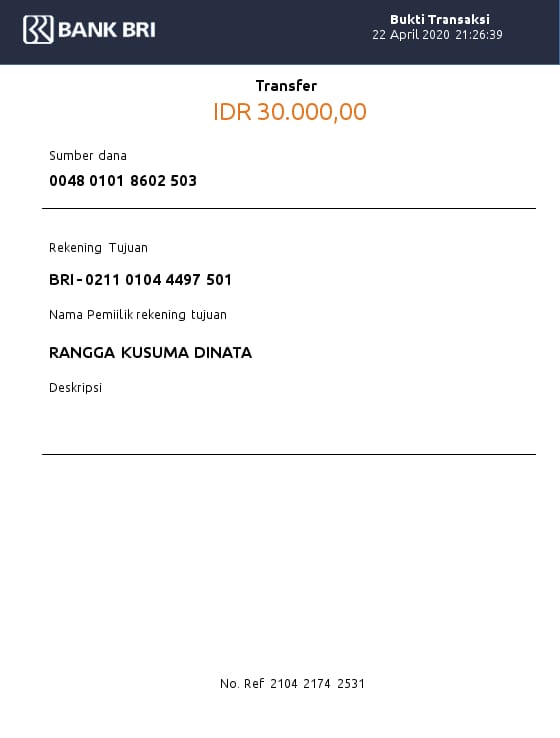 BANK BRI
Bukti Transaksi
22 April 2020 21:26:39
Transfer
IDR 30.000,00
Sumber dana
0048 0101 8602 503
Rekening Tujuan
BRI - 0211 0104 4497 501
Nama Pemiilik rekening tujuan
RANGGA KUSUMA DINATA
Deskripsi
No. Ref 2104 2174 2531